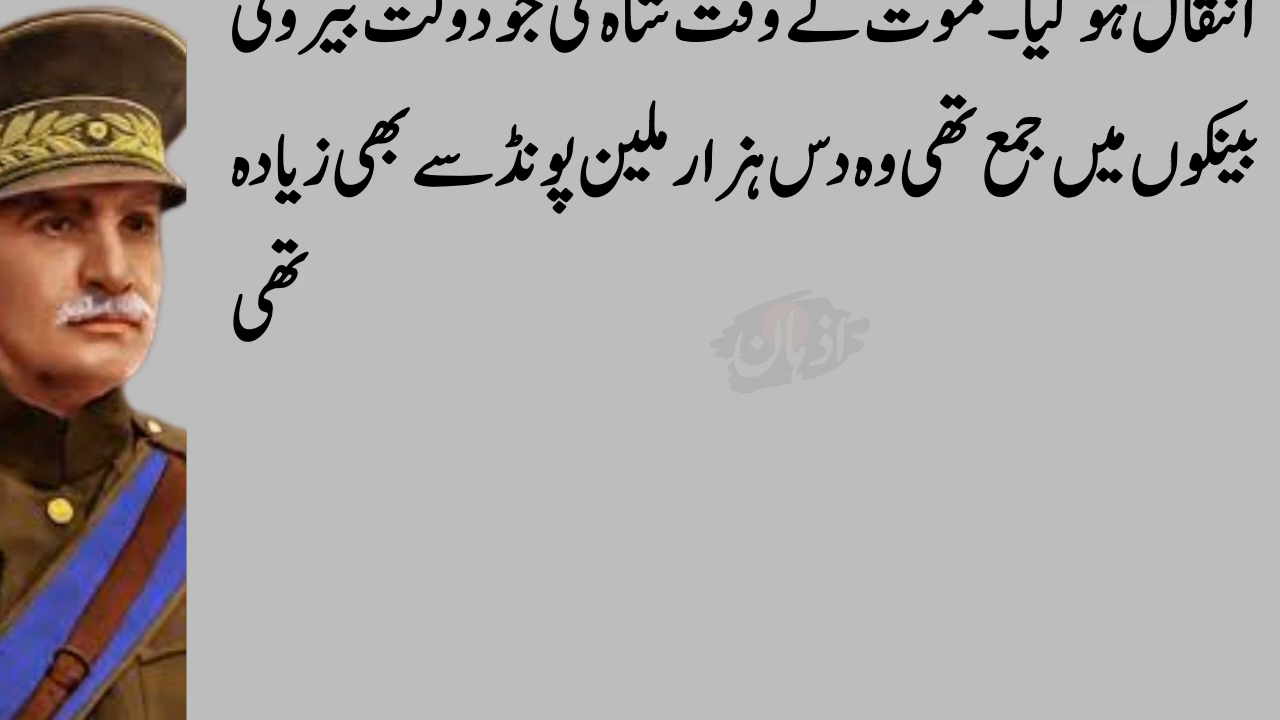 انتقال ہو گیا۔ موت کے وقت شاہ کی جو دولت بیرونی
بینکوں میں جمع تھی وہ دس ہزار ملین پونڈ سے بھی زیادہ
تھی
اذہان